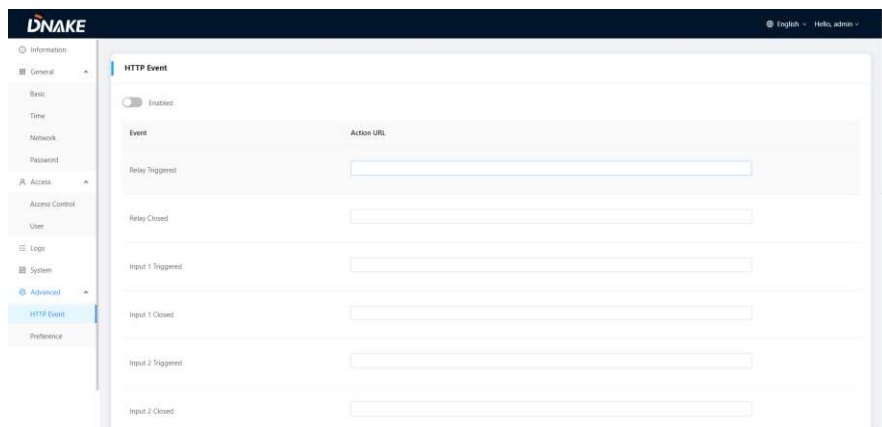 DNAKE
English
Hello, admin
Information
General
Basic
Time
Network
Password
Access
Access Control
User
Logs
System
Advanced
HTTP Event
Preference
HTTP Event
Enabled
Event Action URL
Relay Triggered
Relay Closed
Input 1 Triggered
Input 1 Closed
Input 2 Triggered
Input 2 Closed